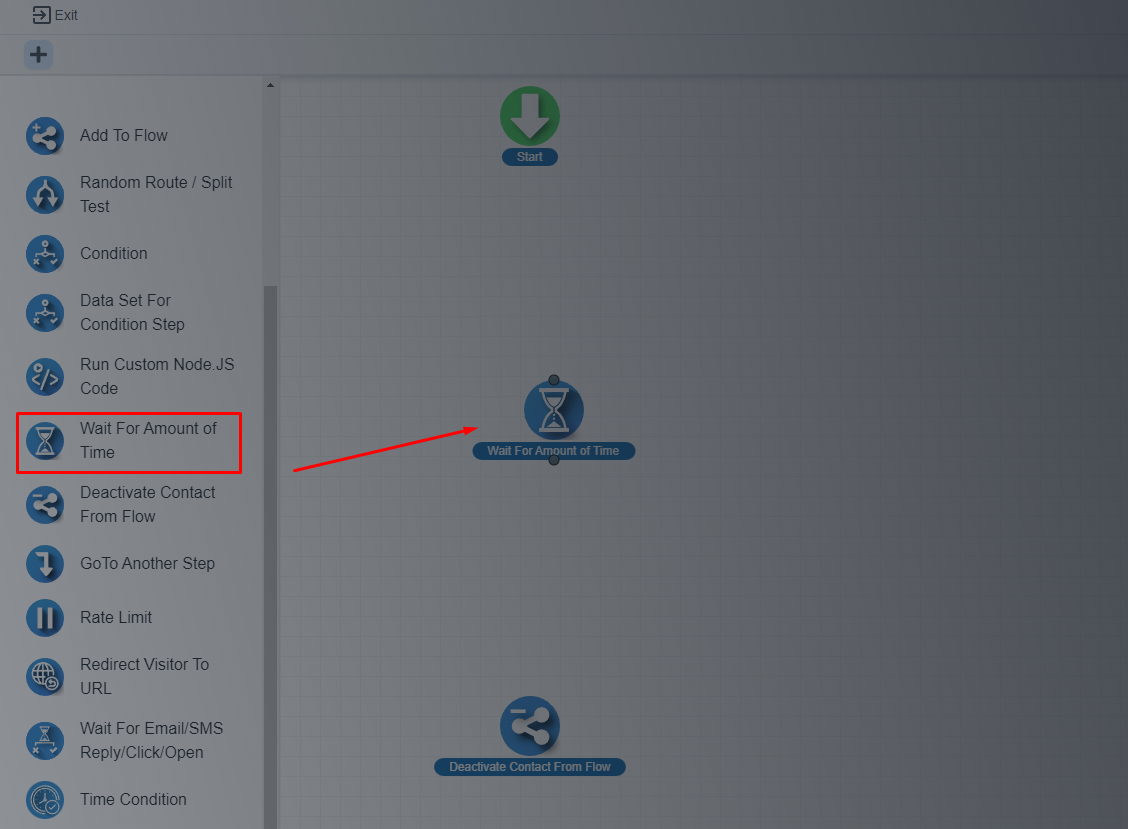 Exit
Add To Flow
Random Route / Split
Test
Condition
Data Set For
Condition Step
Run Custom Node.JS
Code
Wait For Amount of
Time
Deactivate Contact
From Flow
GoTo Another Step
Rate Limit
Redirect Visitor To
URL
Wait For Email/SMS
Reply/Click/Open
Time Condition
Start
Wait For Amount of Time
Deactivate Contact From Flow